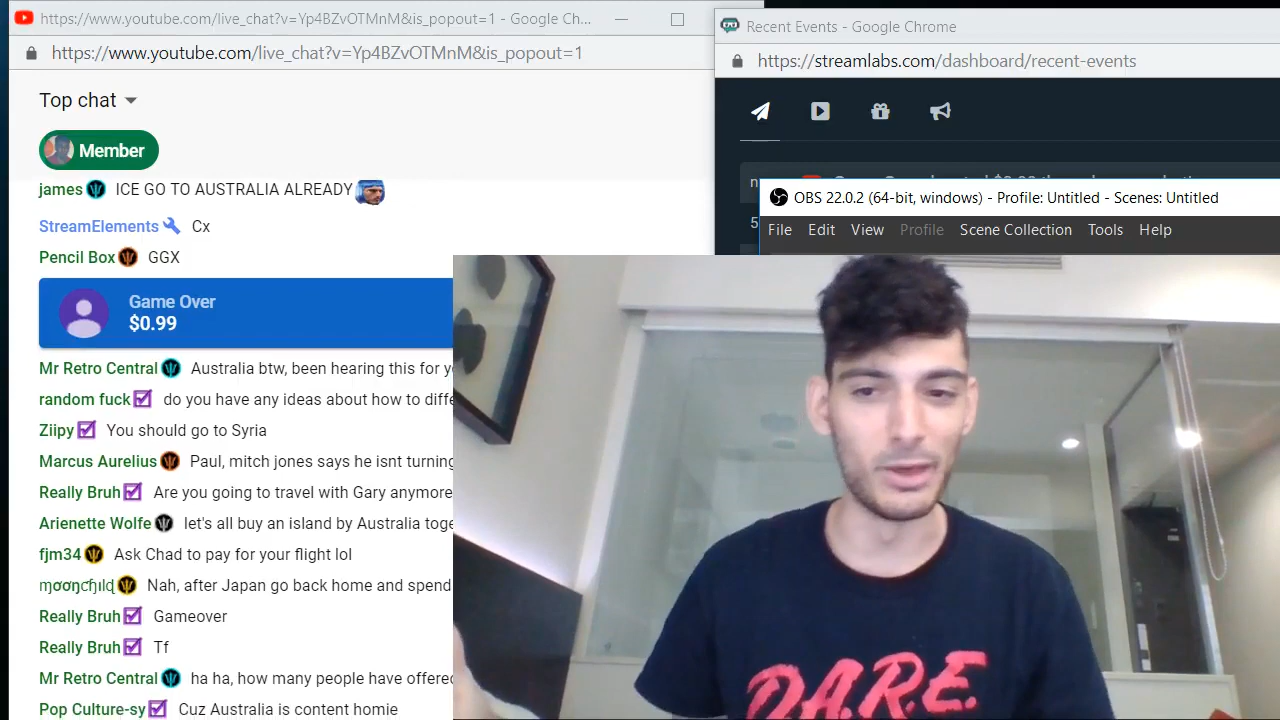 https://www.youtube.com/live_chat?v=Yp4BZvOTMnM&is_popout=1 - Google Ch...
https://www.youtube.com/live_chat?v=Yp4BZvOTMnM&is_popout=1
Top chat
Member
james ICE GO TO AUSTRALIA ALREADY
StreamElements Cx
Pencil Box GGX
Game Over
$0.99
Mr Retro Central Australia btw, been hearing this for y
random fuck do you have any ideas about how to diffe
Ziipy You should go to Syria
Marcus Aurelius Paul, mitch jones says he isnt turning
Really Bruh Are you going to travel with Gary anymore
Arienette Wolfe let's all buy an island by Australia toge
fjm34 Ask Chad to pay for your flight lol
Nah, after Japan go back home and spend
Really Bruh Gameover
Really Bruh Tf
Mr Retro Central ha ha, how many people have offered
Pop Culture-sy Cuz Australia is content homie
Recent Events - Google Chrome
https://streamlabs.com/dashboard/recent-events
OBS 22.0.2 (64-bit, windows) - Profile: Untitled - Scenes: Untitled
File Edit View Profile Scene Collection Tools Help
D.A.R.E.